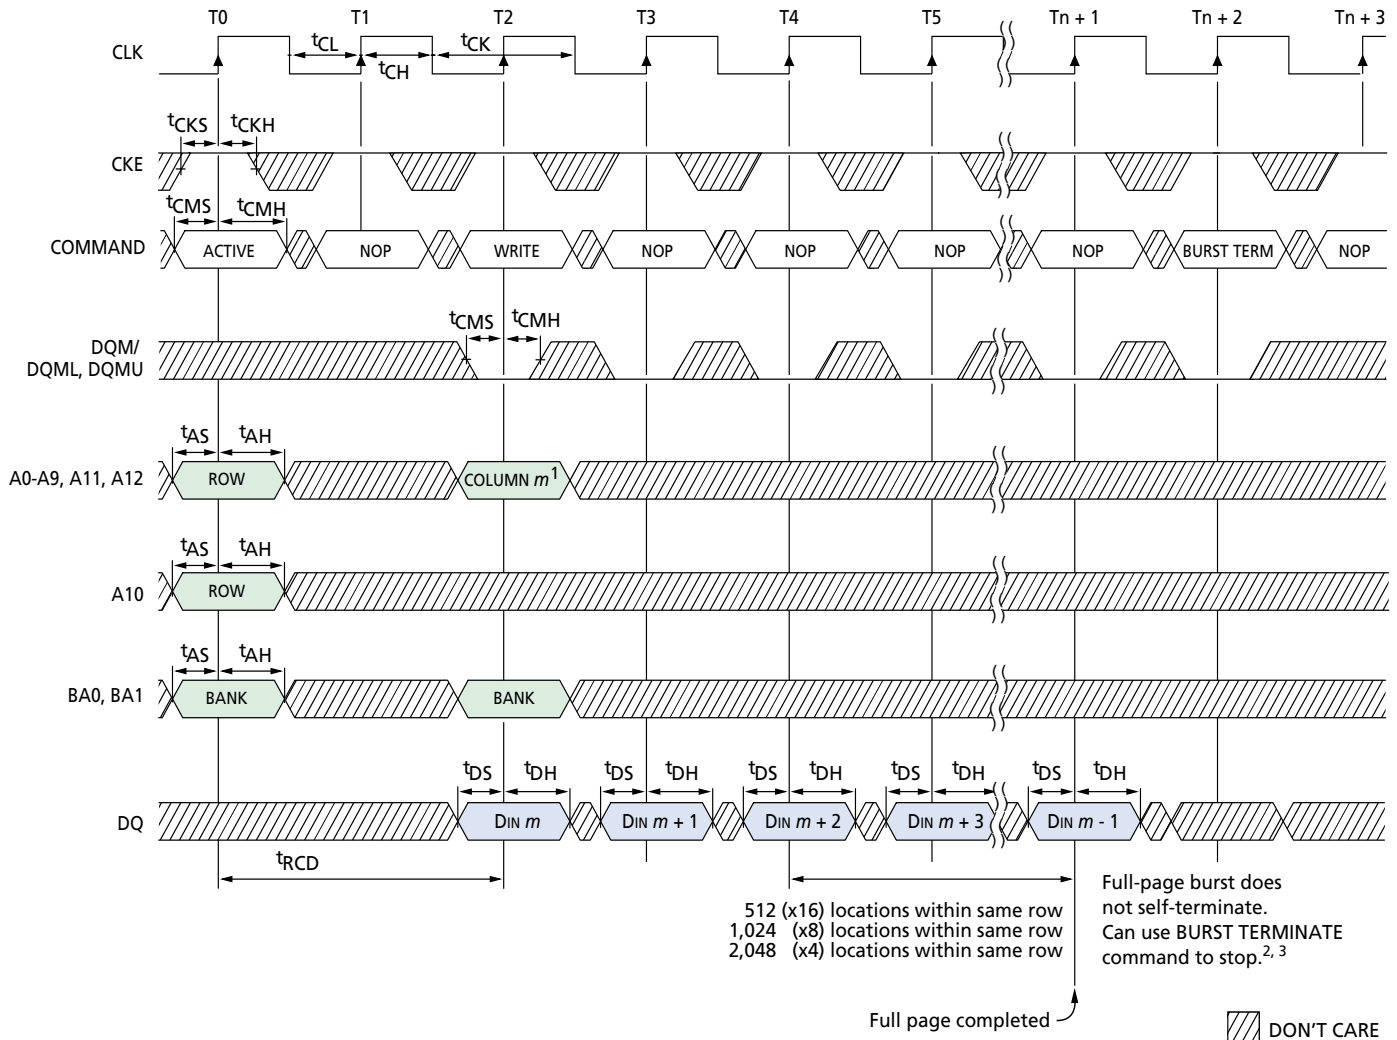 T0 T1 T2 T3 T4 T5 Tn + 1 Tn + 2 Tn + 3
CLK tCL tCH tCK
tCKS tCKH
CKE
tCMS tCMH
COMMAND ACTIVE NOP WRITE NOP NOP NOP NOP BURST TERM NOP
tCMS tCMH
DQM/
DQML, DQMU
tAS tAH
A0-A9, A11, A12 ROW COLUMN m1
tAS tAH
A10 ROW
tAS tAH
BA0, BA1 BANK BANK
tDS tDH tDS tDH tDS tDH tDS tDH tDS tDH
DQ DIN m DIN m + 1 DIN m + 2 DIN m + 3 DIN m - 1
tRCD
512 (x16) locations within same row
1,024 (x8) locations within same row
2,048 (x4) locations within same row
Full-page burst does
not self-terminate.
Can use BURST TERMINATE
command to stop.2, 3
Full page completed
DON'T CARE